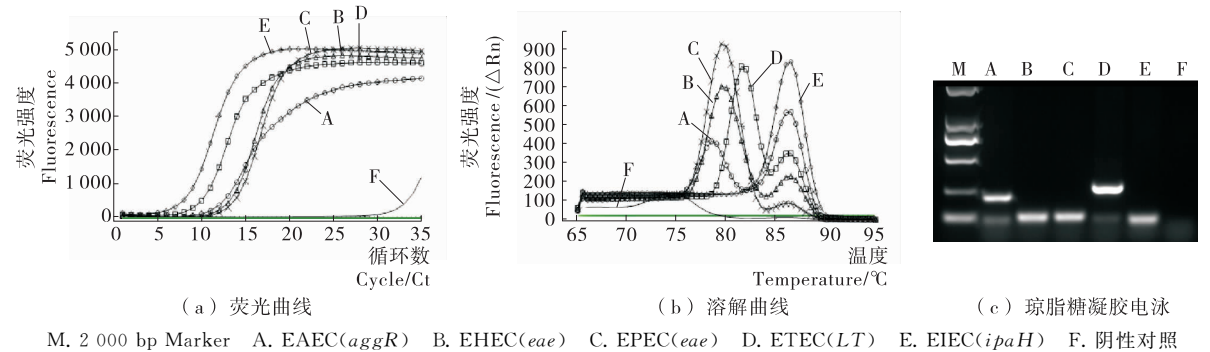 E
C
B
D
A
F
5 000
4 000
3 000
2 000
1 000
0
荧光强度
Fluorescence
0 5 10 15 20 25 30 35
循环数
Cycle/Ct
(a) 荧光曲线
C
B
A
D
E
F
900
800
700
600
500
400
300
200
100
0
荧光强度
Fluorescence/(△Rn)
65 70 75 80 85 90 95
温度
Temperature/℃
(b) 溶解曲线
M A B C D E F
(c) 琼脂糖凝胶电泳
M. 2 000 bp Marker A. EAEC(aggR) B. EHEC(eae) C. EPEC(eae) D. ETEC(LT) E. EIEC(ipaH) F. 阴性对照